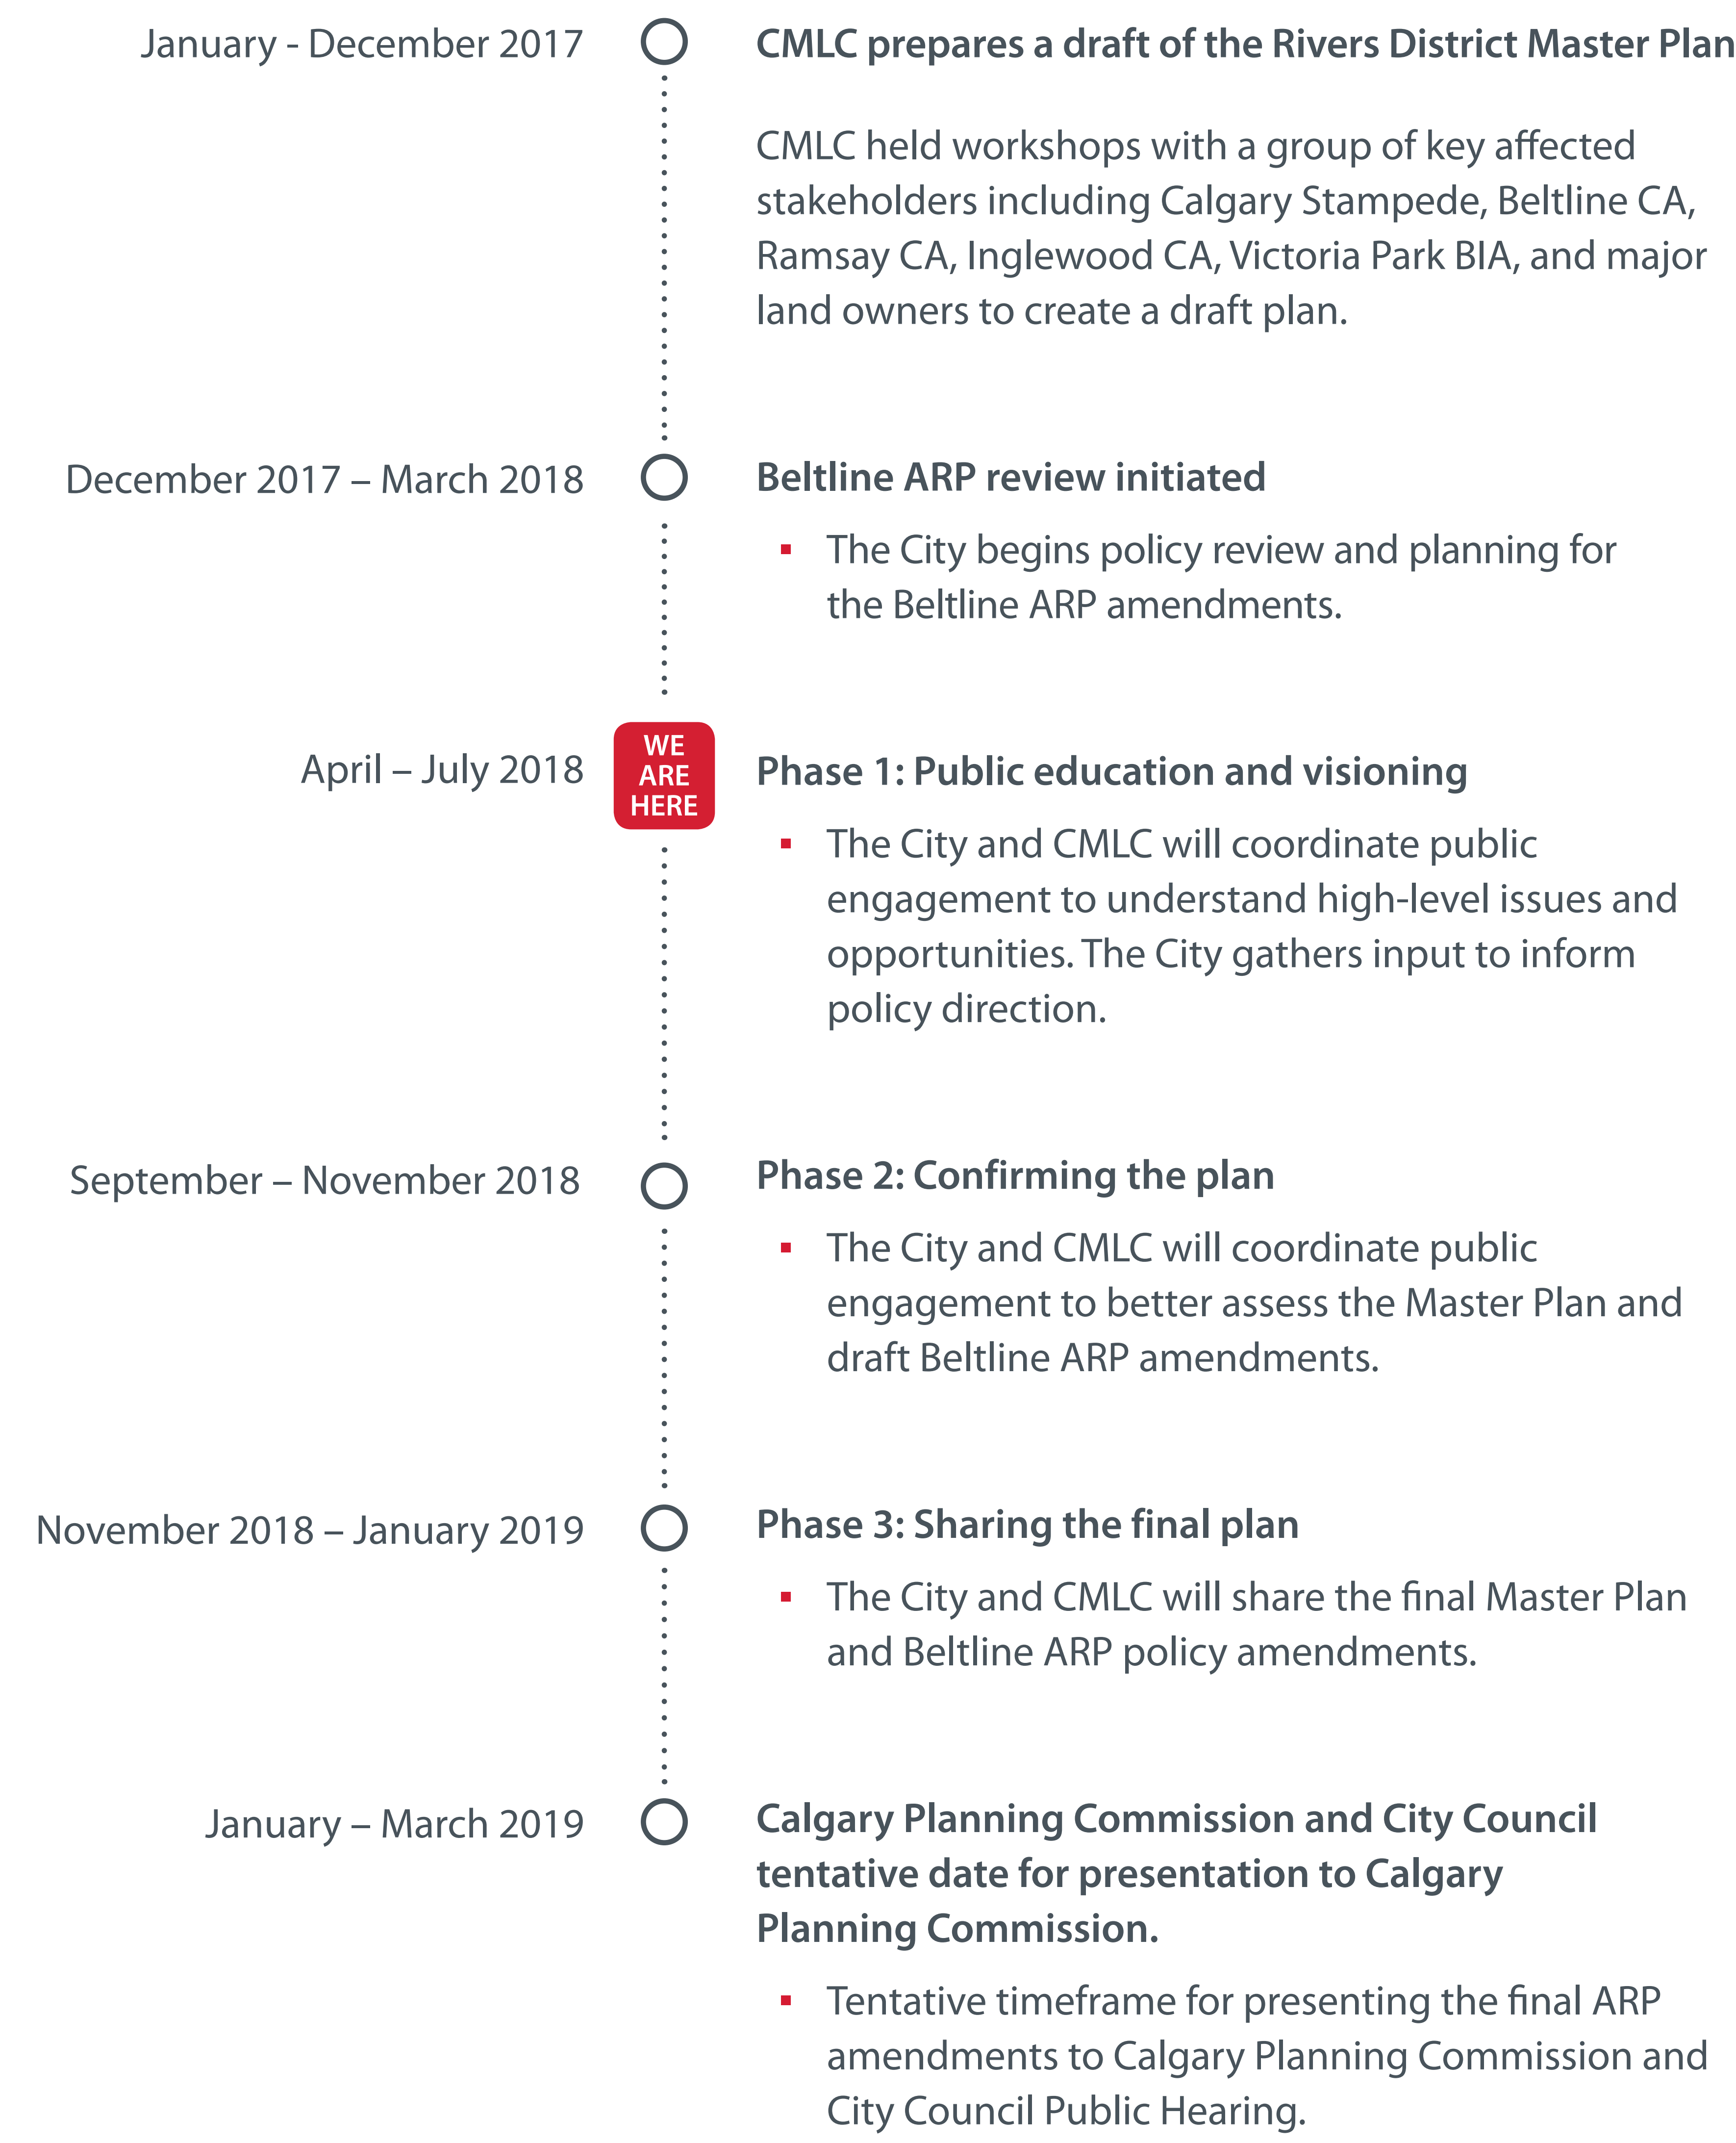 January - December 2017
CMLC prepares a draft of the Rivers District Master Plan
CMLC held workshops with a group of key affected
stakeholders including Calgary Stampede, Beltline CA,
Ramsay CA, Inglewood CA, Victoria Park BIA, and major
land owners to create a draft plan.
December 2017 – March 2018
Beltline ARP review initiated
▪ The City begins policy review and planning for
the Beltline ARP amendments.
April – July 2018
WE
ARE
HERE
Phase 1: Public education and visioning
▪ The City and CMLC will coordinate public
engagement to understand high-level issues and
opportunities. The City gathers input to inform
policy direction.
September – November 2018
Phase 2: Confirming the plan
▪ The City and CMLC will coordinate public
engagement to better assess the Master Plan and
draft Beltline ARP amendments.
November 2018 – January 2019
Phase 3: Sharing the final plan
▪ The City and CMLC will share the final Master Plan
and Beltline ARP policy amendments.
January – March 2019
Calgary Planning Commission and City Council
tentative date for presentation to Calgary
Planning Commission.
▪ Tentative timeframe for presenting the final ARP
amendments to Calgary Planning Commission and
City Council Public Hearing.